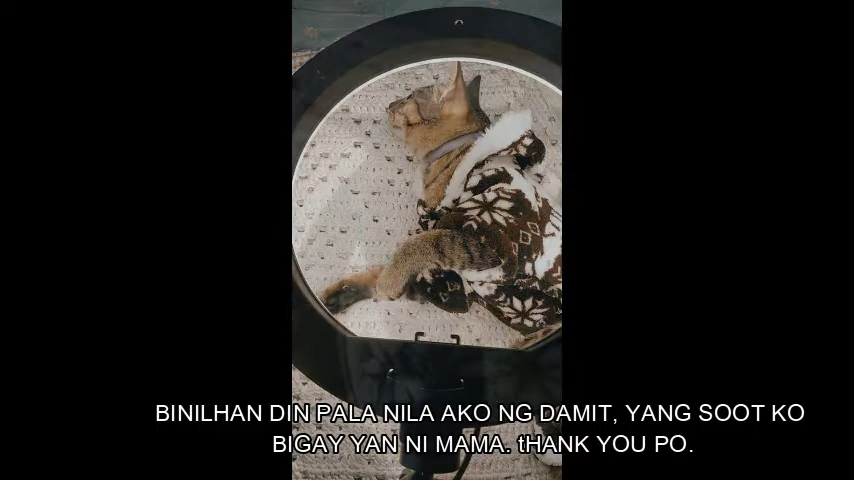 BINILHAN DIN PALA NILA AKO NG DAMIT, YANG SOOT KO
BIGAY YAN NI MAMA. tHANK YOU PO.